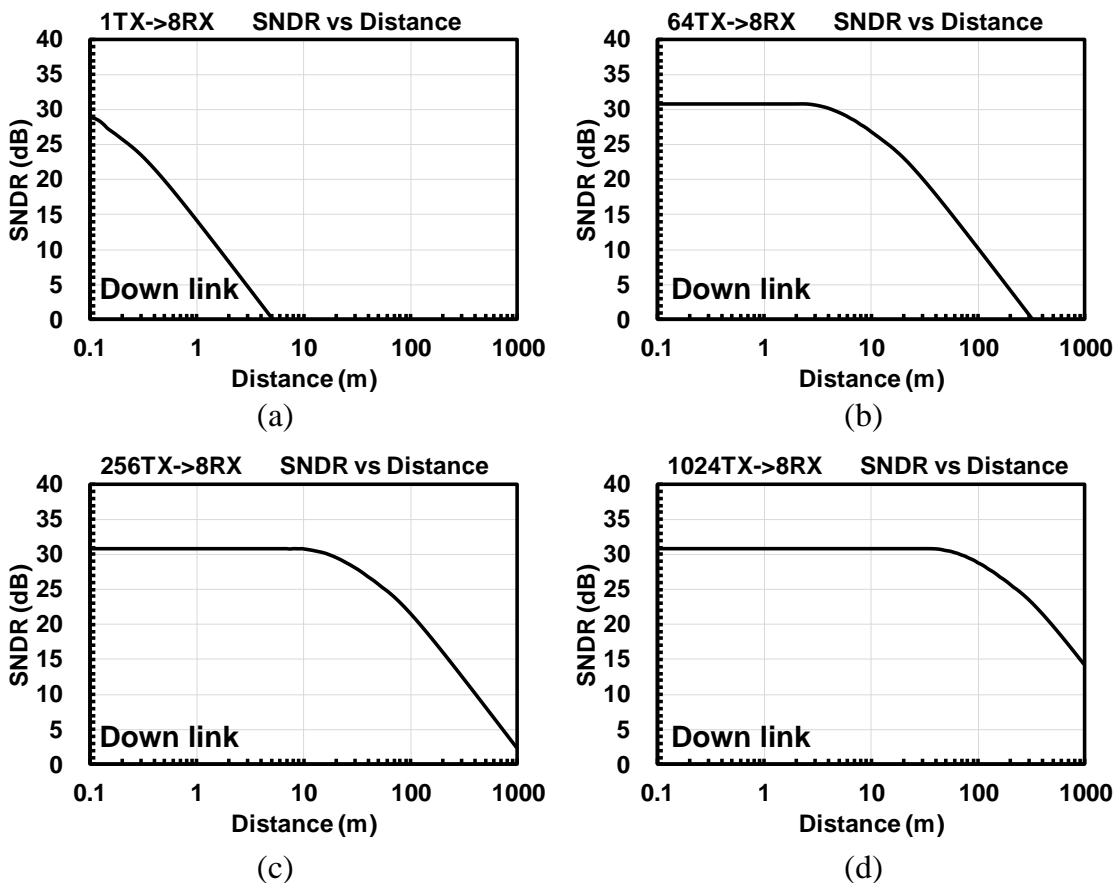 1TX->8RX SNDR vs Distance
40
35
30
25
20
15
10
5
0
SNDR (dB)
Down link
0.1 1 10 100 1000
Distance (m)
(a)
64TX->8RX SNDR vs Distance
40
35
30
25
20
15
10
5
0
SNDR (dB)
Down link
0.1 1 10 100 1000
Distance (m)
(b)
256TX->8RX SNDR vs Distance
40
35
30
25
20
15
10
5
0
SNDR (dB)
Down link
0.1 1 10 100 1000
Distance (m)
(c)
1024TX->8RX SNDR vs Distance
40
35
30
25
20
15
10
5
0
SNDR (dB)
Down link
0.1 1 10 100 1000
Distance (m)
(d)